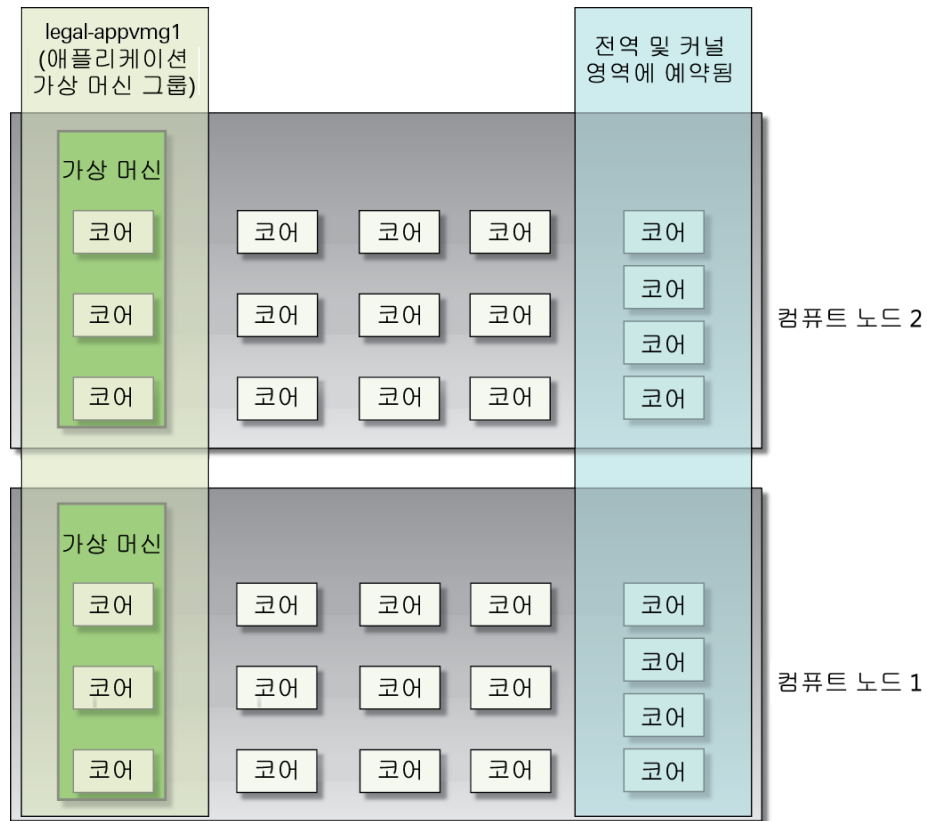 legal-appvmg1
(애플리케이션
가상 머신 그룹)
전역 및 커널
영역에 예약됨
가상 머신
코어 코어 코어 코어 코어
코어
코어 코어 코어 코어
코어
코어 코어 코어 코어 코어
컴퓨트 노드 2
가상 머신
코어 코어 코어 코어 코어
코어
코어 코어 코어 코어
코어
코어 코어 코어 코어 코어
컴퓨트 노드 1